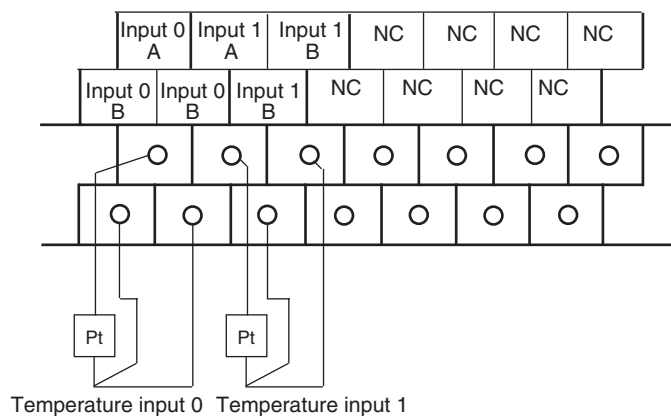 Input 0 Input 1 Input 1 NC NC NC NC
A A B
Input 0 Input 0 Input 1 NC NC NC NC
B B B
Pt Pt
Temperature input 0 Temperature input 1